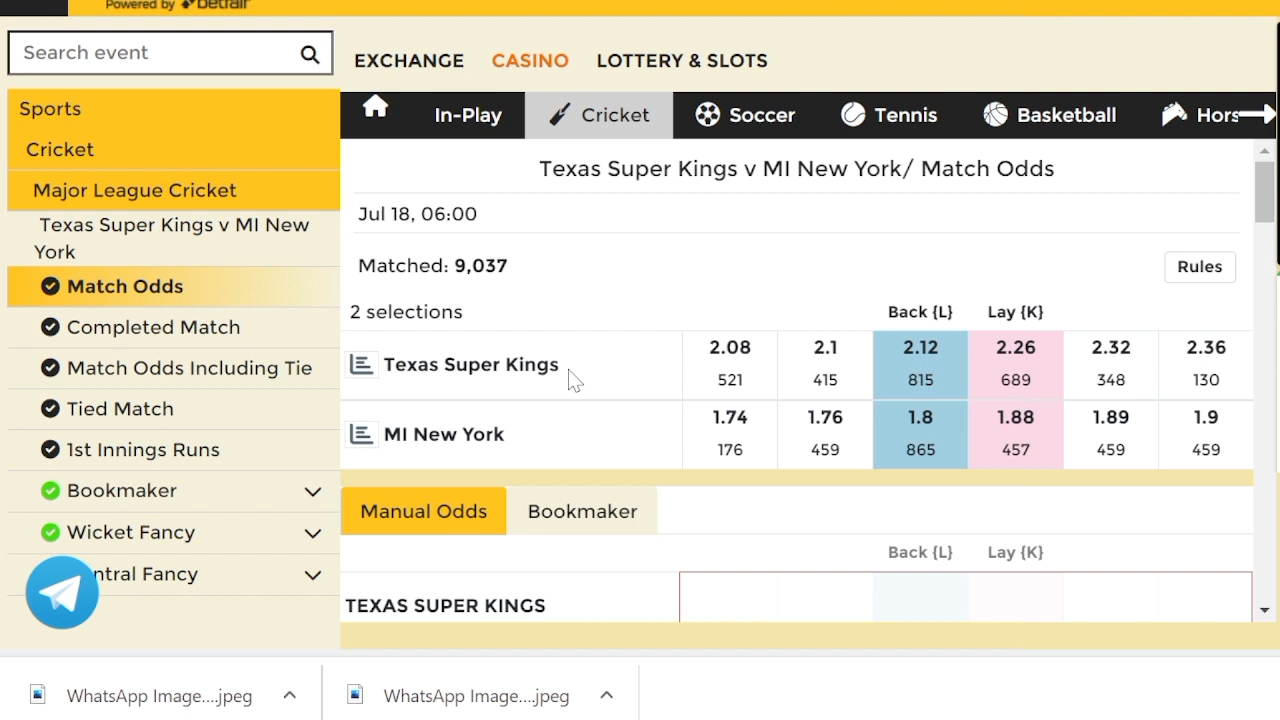 Powered by betfair
Search event
EXCHANGE CASINO LOTTERY & SLOTS
Sports
Cricket
Major League Cricket
Texas Super Kings v MI New
York
Match Odds
Completed Match
Match Odds Including Tie
Tied Match
1st Innings Runs
Bookmaker
Wicket Fancy
ntral Fancy
In-Play Cricket Soccer Tennis Basketball Hors
Texas Super Kings v MI New York/ Match Odds
Jul 18, 06:00
Matched: 9,037 Rules
2 selections Back {L} Lay {K}
Texas Super Kings 2.08 2.1 2.12 2.26 2.32 2.36
521 415 815 689 348 130
MI New York 1.74 1.76 1.8 1.88 1.89 1.9
176 459 865 457 459 459
Manual Odds Bookmaker
Back {L} Lay {K}
TEXAS SUPER KINGS
WhatsApp Image....jpeg WhatsApp Image....jpeg